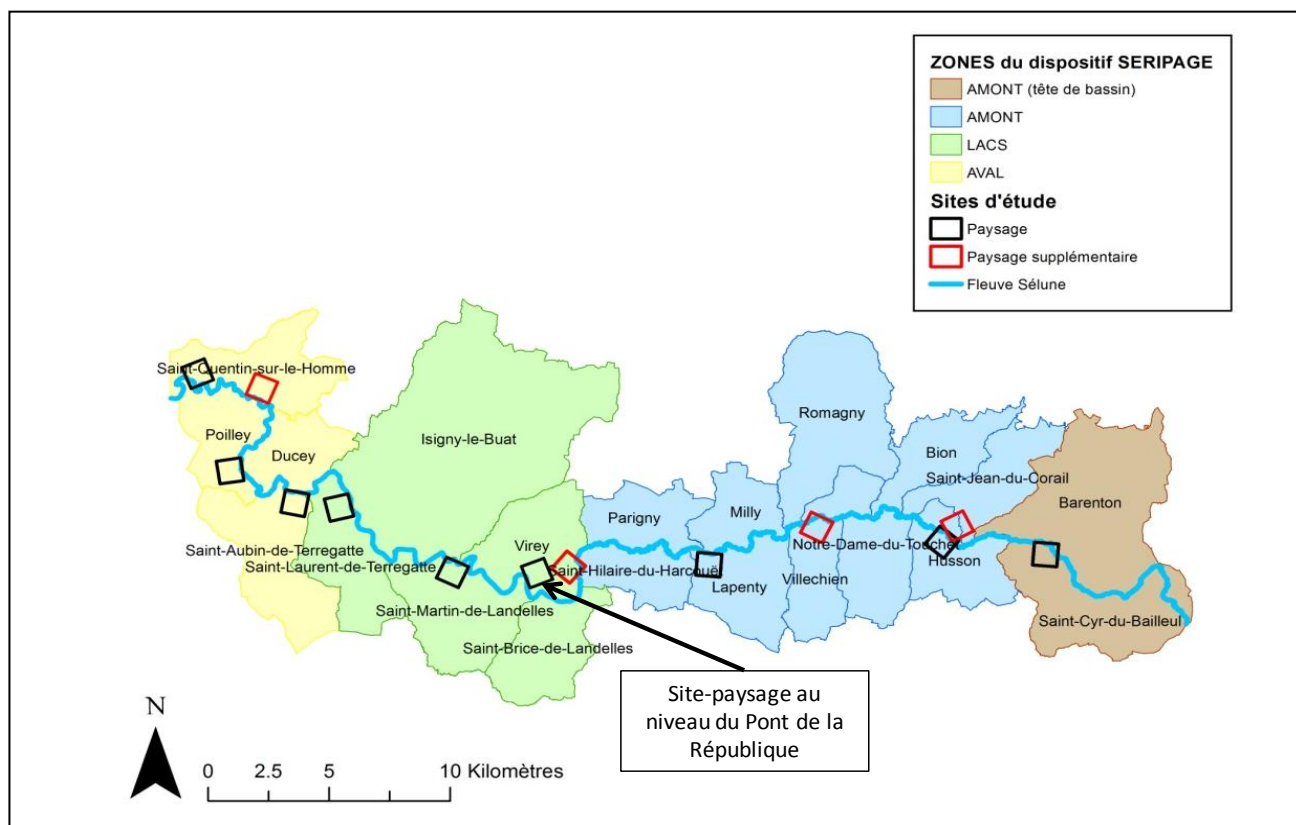 ZONES du dispositif SERIPAGE
AMONT (tête de bassin)
AMONT
LACS
AVAL
Sites d'étude
Paysage
Paysage supplémentaire
Fleuve Sélune
Saint-Quentin-sur-le-Homme
Poilley
Ducey
Isigny-le-Buat
Romagny
Bion
Saint-Jean-du-Corail
Barenton
Parigny
Milly
Virey
Notre-Dame-du-Touchet
Saint-Aubin-de-Terregatte
Saint-Laurent-de-Terregatte
Saint-Hilaire-du-Harcouët
Husson
Lapenty
Villechien
Saint-Martin-de-Landelles
Saint-Cyr-du-Bailleul
Saint-Brice-de-Landelles
Site-paysage au
niveau du Pont de la
République
N
0 2.5 5 10 Kilomètres